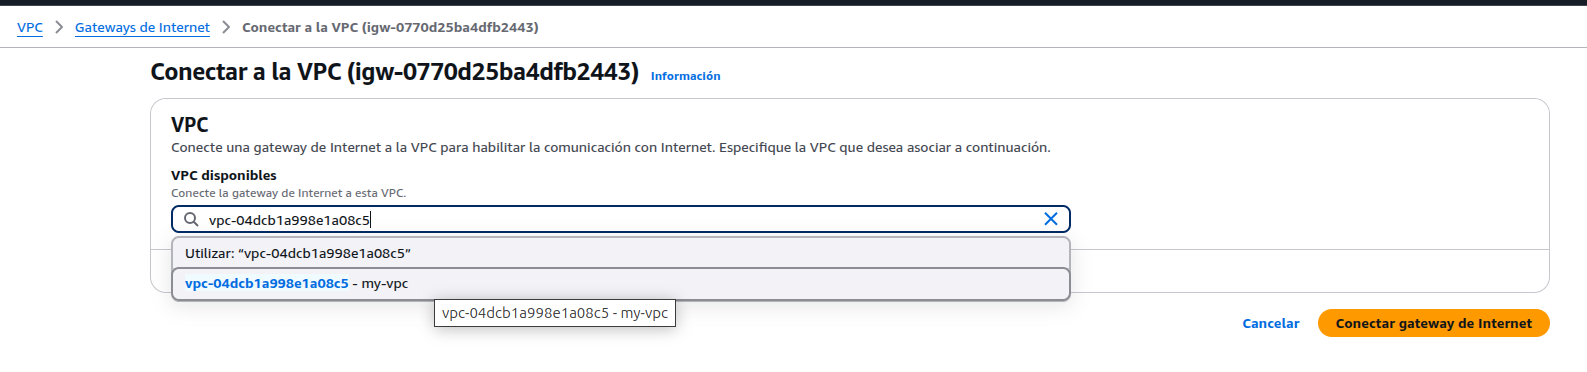 VPC > Gateways de Internet > Conectar a la VPC (igw-0770d25ba4dfb2443)
Conectar a la VPC (igw-0770d25ba4dfb2443) Información
VPC
Conecte una gateway de Internet a la VPC para habilitar la comunicación con Internet. Especifique la VPC que desea asociar a continuación.
VPC disponibles
Conecte la gateway de Internet a esta VPC.
vpc-04dcb1a998e1a08c5
Utilizar: “vpc-04dcb1a998e1a08c5”
vpc-04dcb1a998e1a08c5 - my-vpc
vpc-04dcb1a998e1a08c5 - my-vpc
Cancelar Conectar gateway de Internet